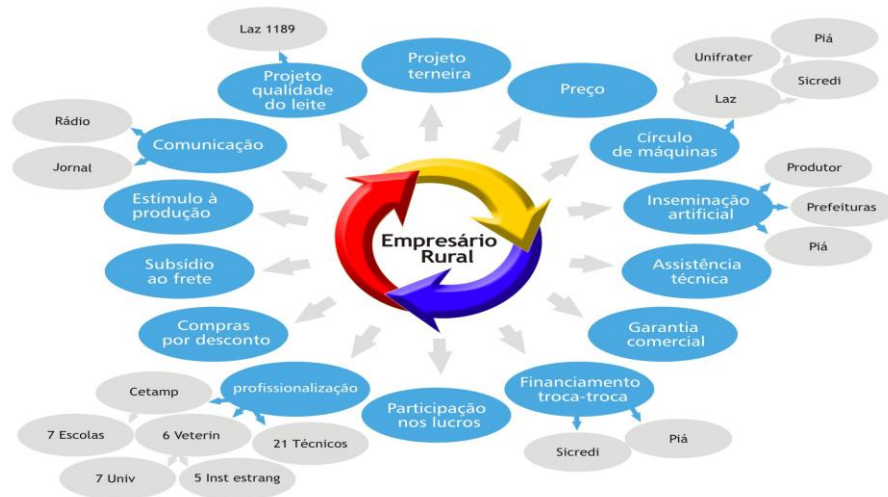 Laz 1189
Projeto
qualidade
do leite
Projeto
terneira
Preço
Unifrater
Piá
Sicredi
Laz
Círculo
de máquinas
Rádio
Jornal
Comunicação
Produtor
Prefeituras
Piá
Inseminação
artificial
Estímulo à
produção
Empresário
Rural
Subsídio
ao frete
Assistência
técnica
Compras
por desconto
Garantia
comercial
profissionalização
Participação
nos lucros
Financiamento
troca-troca
Cetamp
7 Escolas
6 Veterin
21 Técnicos
7 Univ
5 Inst estrang
Sicredi
Piá